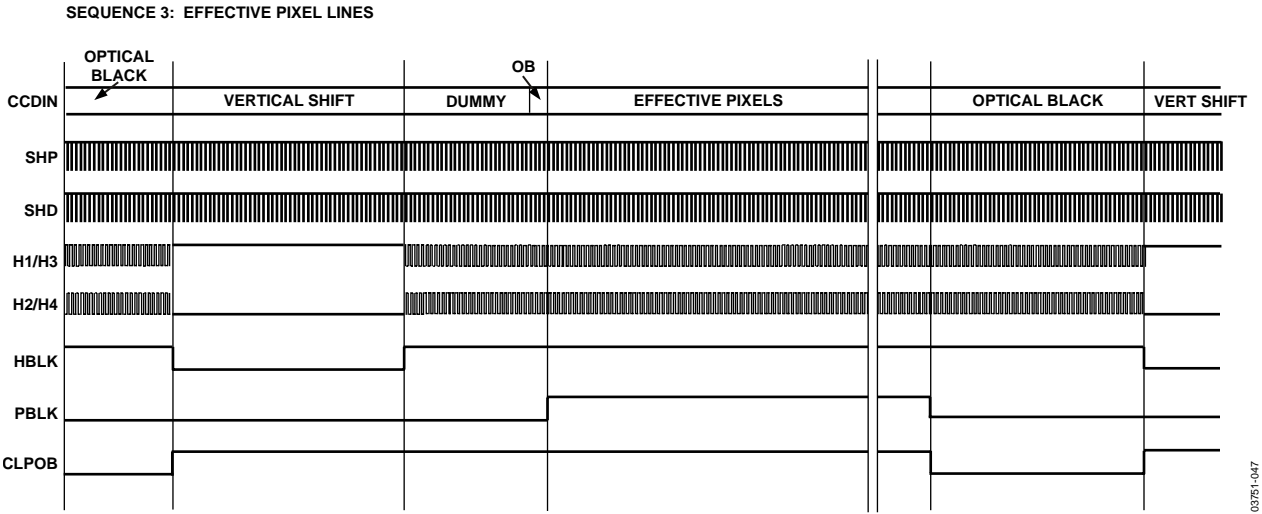 SEQUENCE 3: EFFECTIVE PIXEL LINES
OPTICAL
BLACK
OB
CCDIN
VERTICAL SHIFT
DUMMY
EFFECTIVE PIXELS
OPTICAL BLACK
VERT SHIFT
SHP
SHD
H1/H3
H2/H4
HBLK
PBLK
CLPOB
03751-047